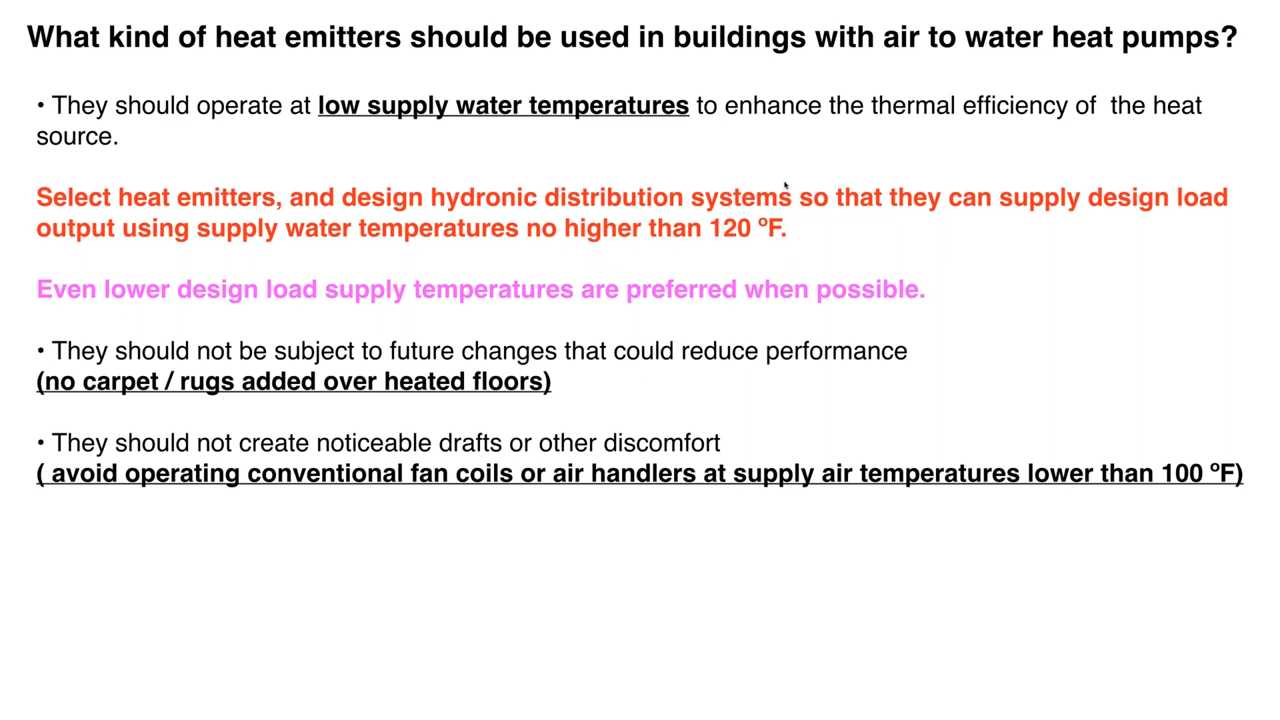 What kind of heat emitters should be used in buildings with air to water heat pumps?
• They should operate at low supply water temperatures to enhance the thermal efficiency of  the heat
source.
Select heat emitters, and design hydronic distribution systems so that they can supply design load
output using supply water temperatures no higher than 120 ºF.
Even lower design load supply temperatures are preferred when possible.
• They should not be subject to future changes that could reduce performance
(no carpet / rugs added over heated floors)
• They should not create noticeable drafts or other discomfort
( avoid operating conventional fan coils or air handlers at supply air temperatures lower than 100 ºF)